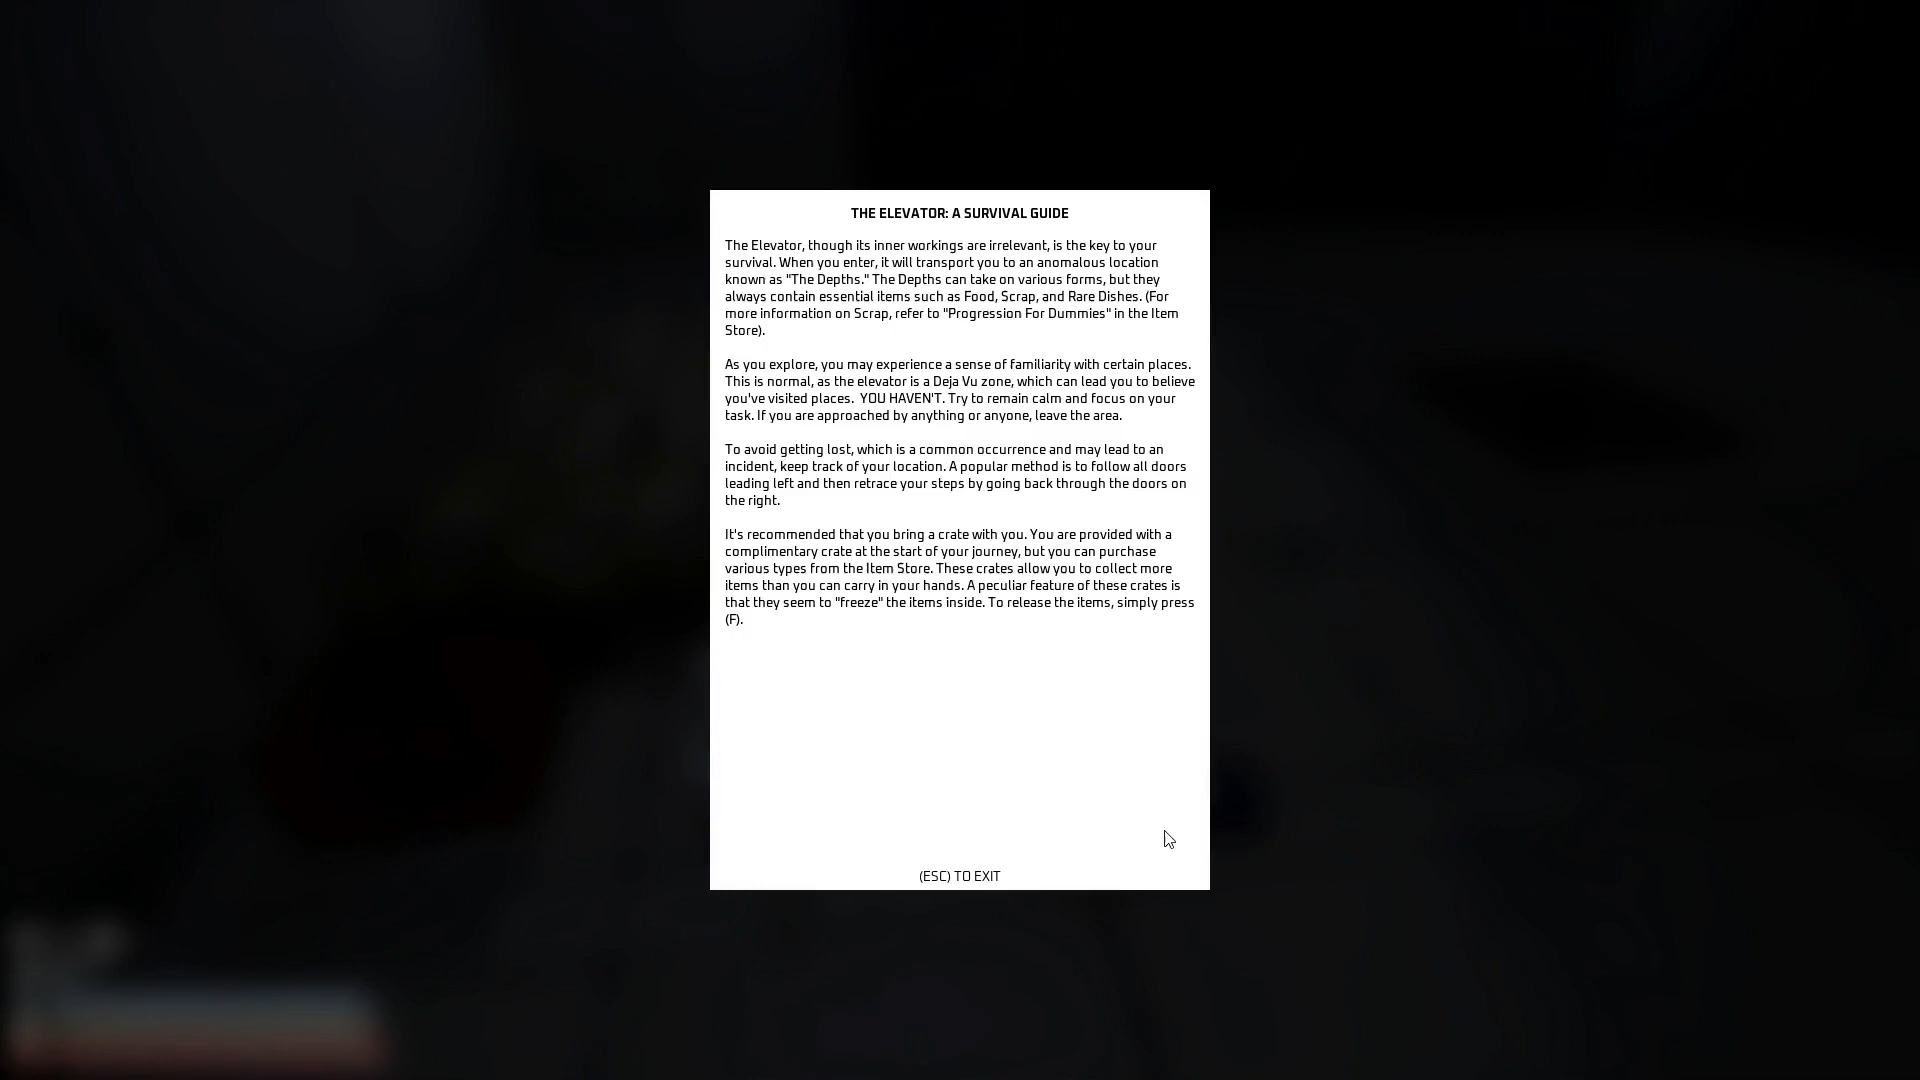 THE ELEVATOR: A SURVIVAL GUIDE
The Elevator, though its inner workings are irrelevant, is the key to your
survival. When you enter, it will transport you to an anomalous location
known as "The Depths." The Depths can take on various forms, but they
always contain essential items such as Food, Scrap, and Rare Dishes. (For
more information on Scrap, refer to "Progression For Dummies" in the Item
Store).
As you explore, you may experience a sense of familiarity with certain places.
This is normal, as the elevator is a Deja Vu zone, which can lead you to believe
you've visited places.  YOU HAVEN'T. Try to remain calm and focus on your
task. If you are approached by anything or anyone, leave the area.
To avoid getting lost, which is a common occurrence and may lead to an
incident, keep track of your location. A popular method is to follow all doors
leading left and then retrace your steps by going back through the doors on
the right.
It's recommended that you bring a crate with you. You are provided with a
complimentary crate at the start of your journey, but you can purchase
various types from the Item Store. These crates allow you to collect more
items than you can carry in your hands. A peculiar feature of these crates is
that they seem to "freeze" the items inside. To release the items, simply press
(F).
(ESC) TO EXIT